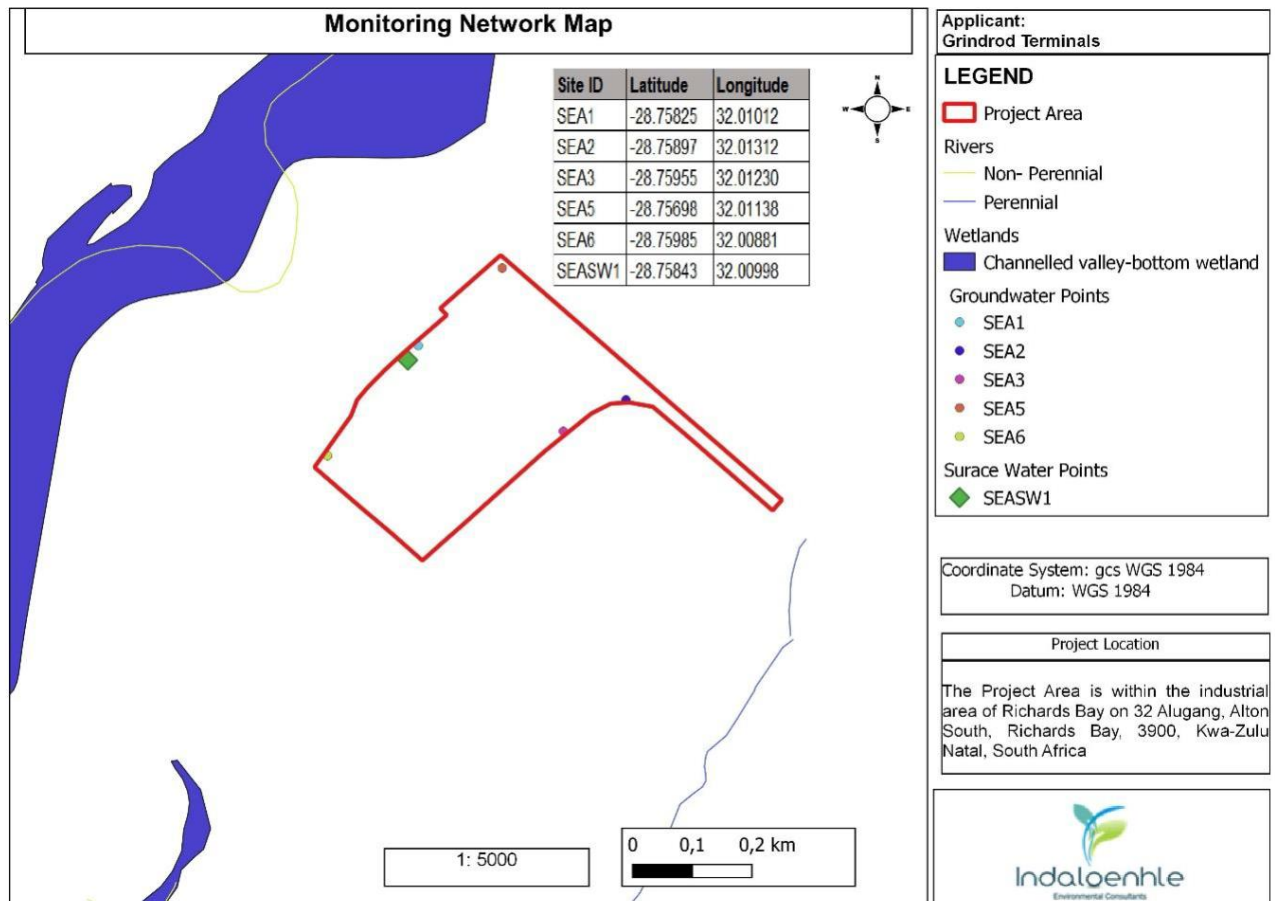 Monitoring Network Map
Site ID Latitude Longitude
SEA1 -28.75825 32.01012
SEA2 -28.75897 32.01312
SEA3 -28.75955 32.01230
SEA5 -28.75698 32.01138
SEA6 -28.75985 32.00881
SEASW1 -28.75843 32.00998
N
W E
S
1: 5000
0 0,1 0,2 km
Applicant:
Grindrod Terminals
LEGEND
Project Area
Rivers
Non- Perennial
Perennial
Wetlands
Channelled valley-bottom wetland
Groundwater Points
SEA1
SEA2
SEA3
SEA5
SEA6
Surace Water Points
SEASW1
Coordinate System: gcs WGS 1984
Datum: WGS 1984
Project Location
The Project Area is within the industrial
area of Richards Bay on 32 Alugang, Alton
South, Richards Bay, 3900, Kwa-Zulu
Natal, South Africa
Indaloenhle
Environmental Consultants